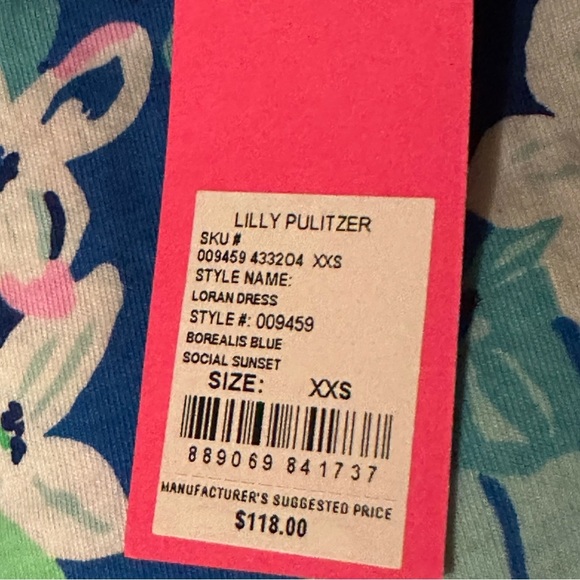 LILLY PULITZER
SKU #
009459 433204 XXS
STYLE NAME:
LORAN DRESS
STYLE #: 009459
BOREALIS BLUE
SOCIAL SUNSET
SIZE: XXS
889069 841737
MANUFACTURER'S SUGGESTED PRICE
$118.00